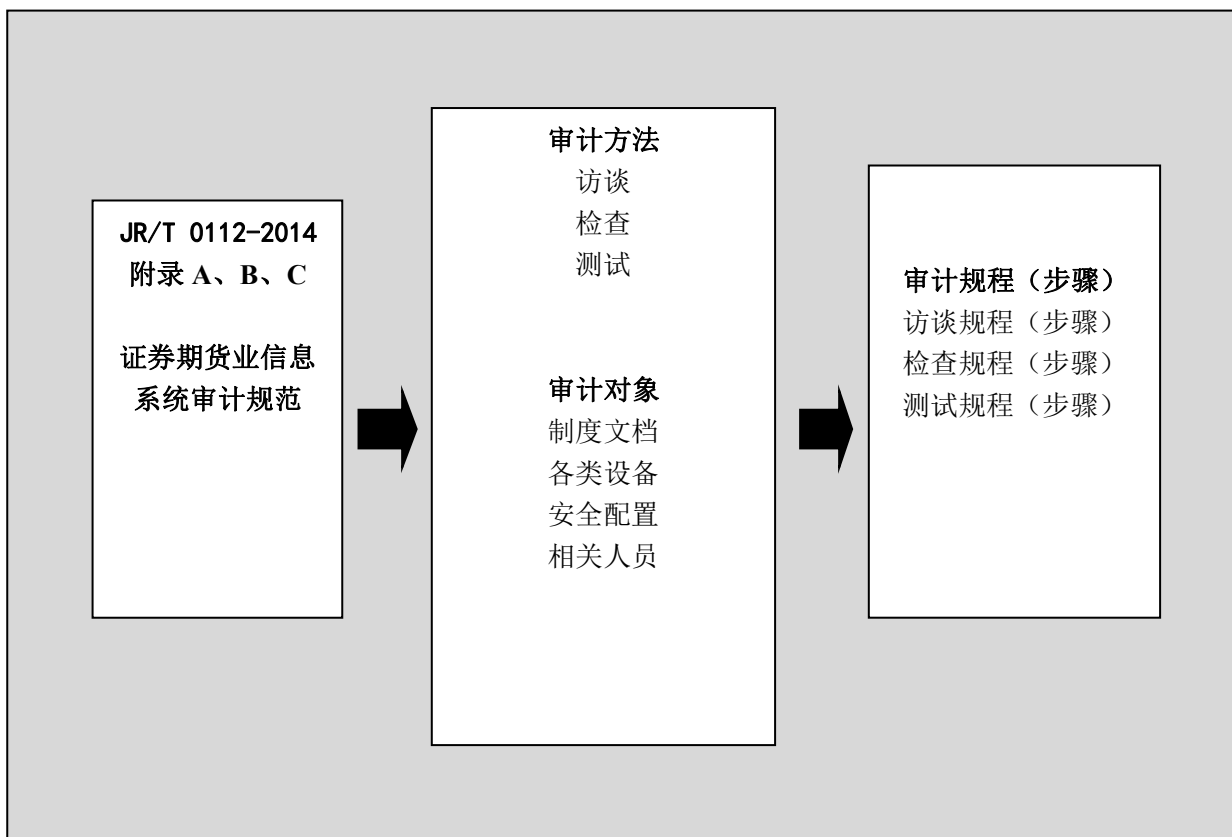 JR/T 0112-2014
附录 A、B、C
证券期货业信息
系统审计规范
审计方法
访谈
检查
测试
审计对象
制度文档
各类设备
安全配置
相关人员
审计规程（步骤）
访谈规程（步骤）
检查规程（步骤）
测试规程（步骤）